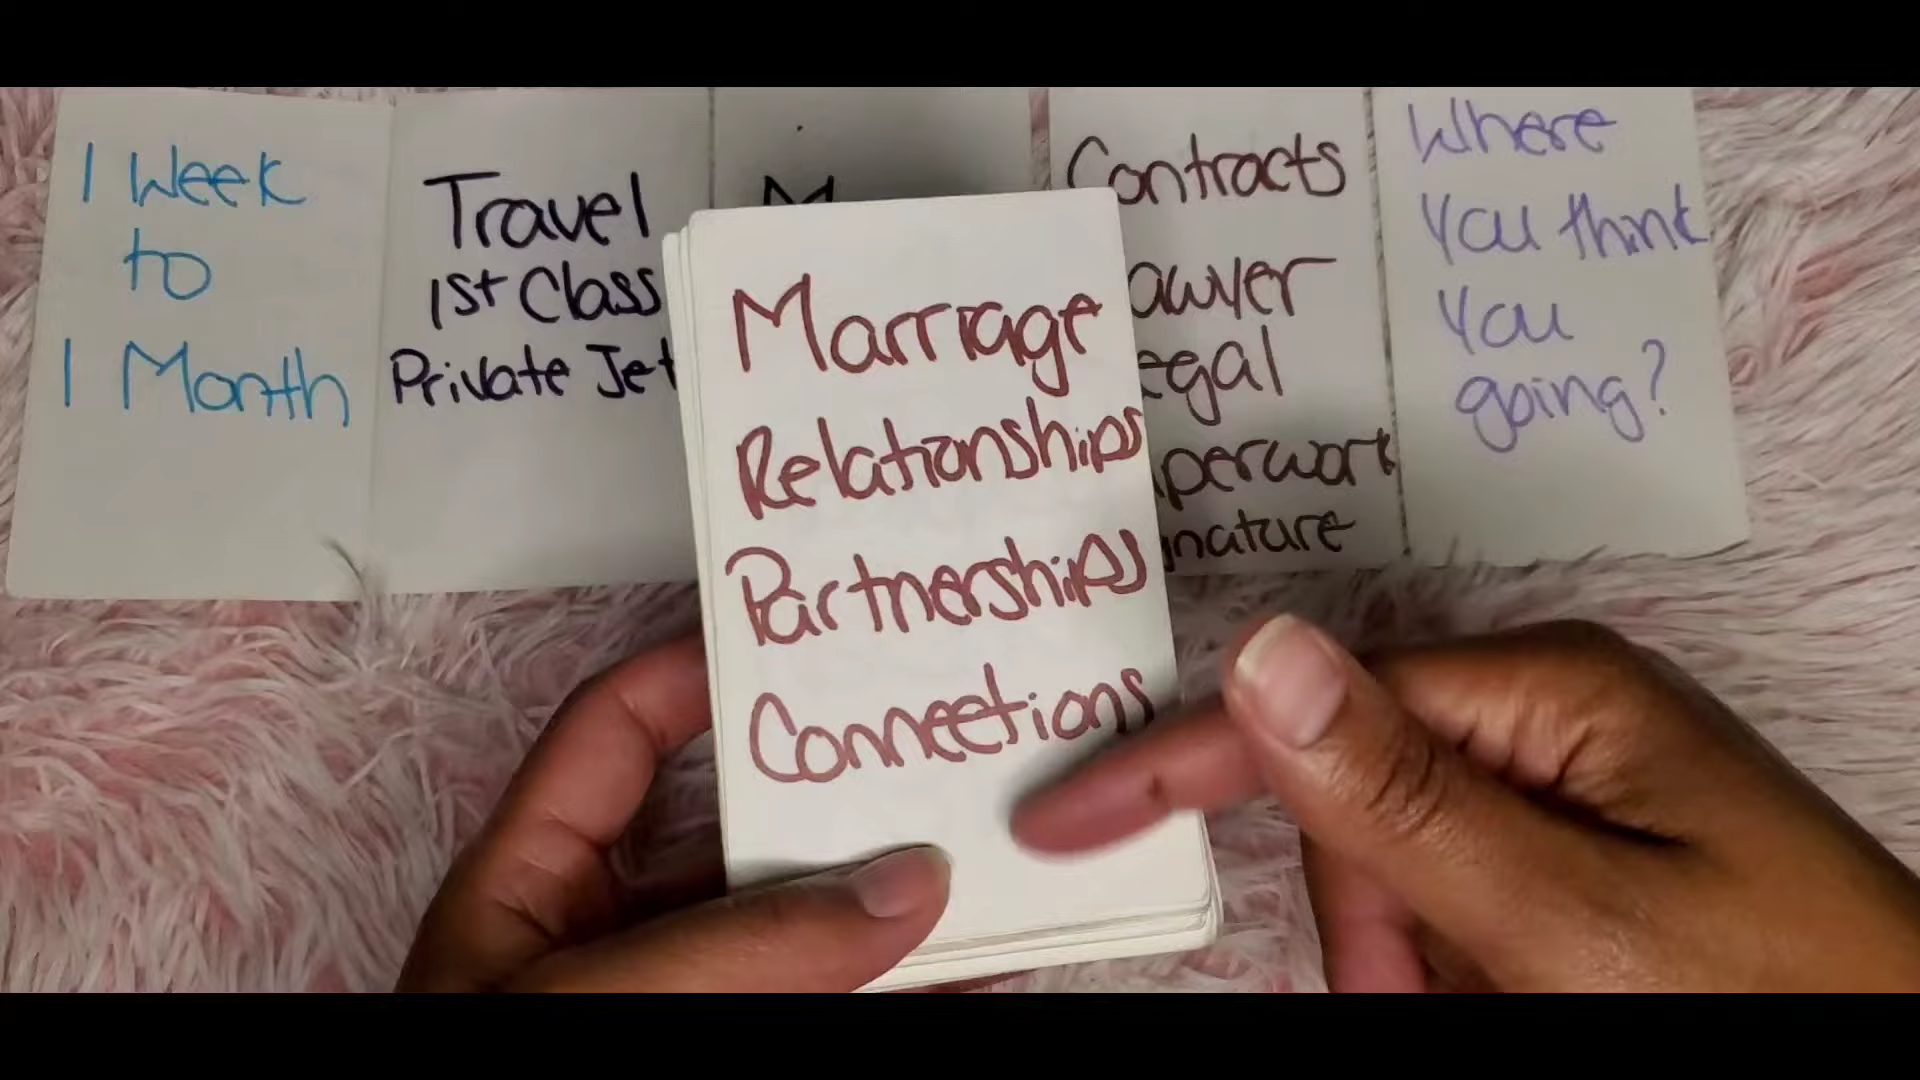 1 Week
to
1 Month
Travel
1st Class
Private Jet
Marriage
Relationships
Partnerships
Connections
Contracts
Where
You think
You
going?